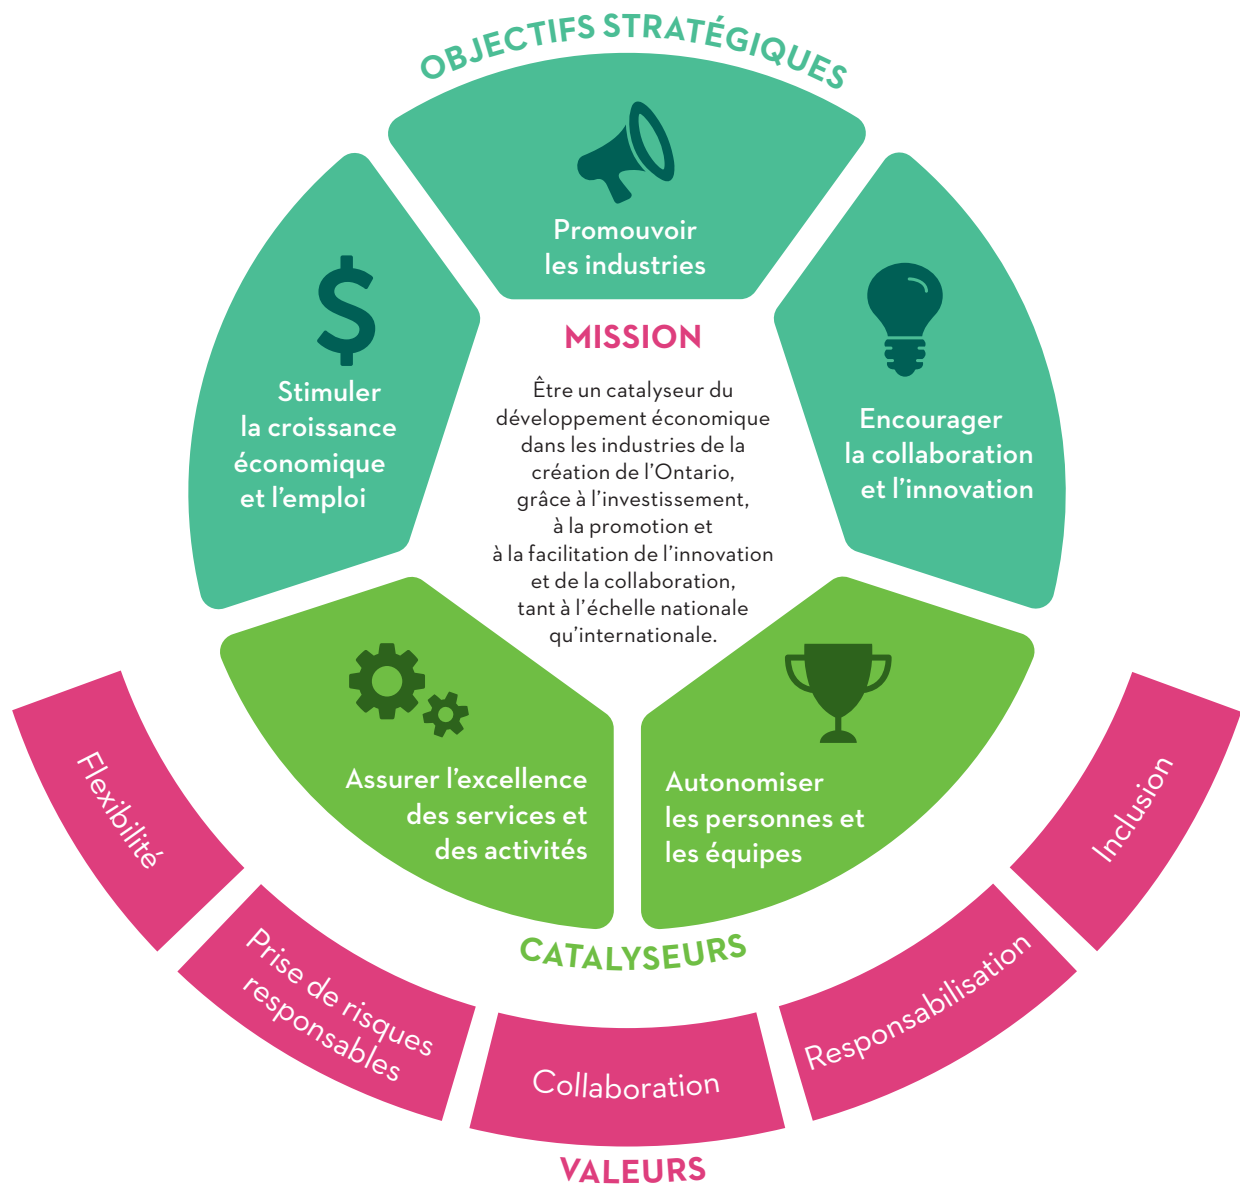 OBJECTIFS STRATÉGIQUES
Promouvoir
les industries
Stimuler
la croissance
économique
et l’emploi
MISSION
Être un catalyseur du
développement économique
dans les industries de la
création de l’Ontario,
grâce à l’investissement,
à la promotion et
à la facilitation de l’innovation
et de la collaboration,
tant à l’échelle nationale
qu’internationale.
Encourager
la collaboration
et l’innovation
Assurer l’excellence
des services et
des activités
Autonomiser
les personnes et
les équipes
CATALYSEURS
Flexibilité
Prise de risques
responsables
Collaboration
Responsabilisation
Inclusion
VALEURS